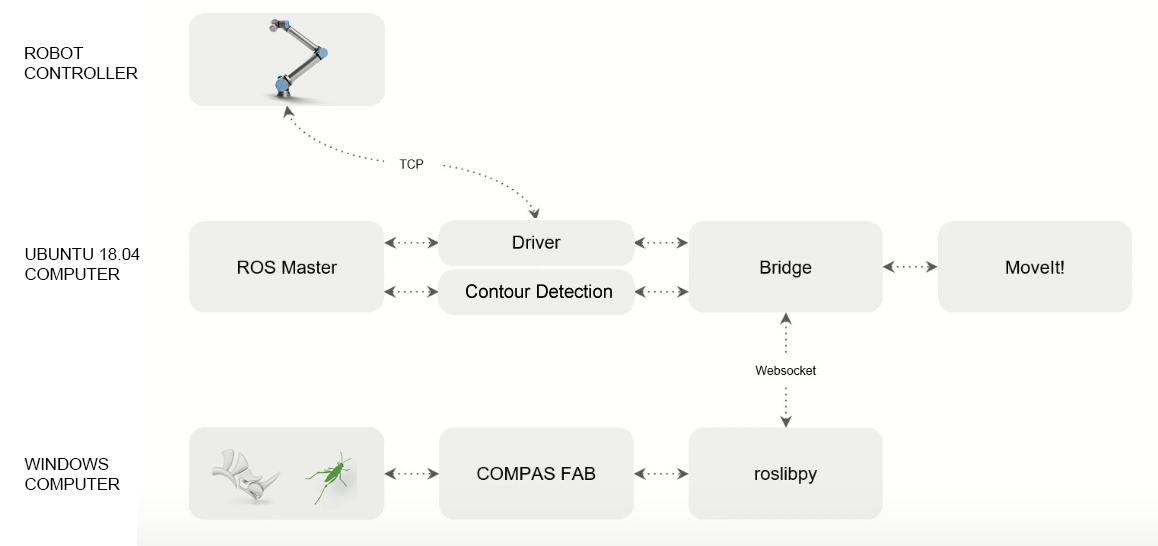 ROBOT
CONTROLLER
TCP
UBUNTU 18.04
COMPUTER
ROS Master
Driver
Contour Detection
Bridge
MoveIt!
Websocket
WINDOWS
COMPUTER
COMPAS FAB
roslibpy